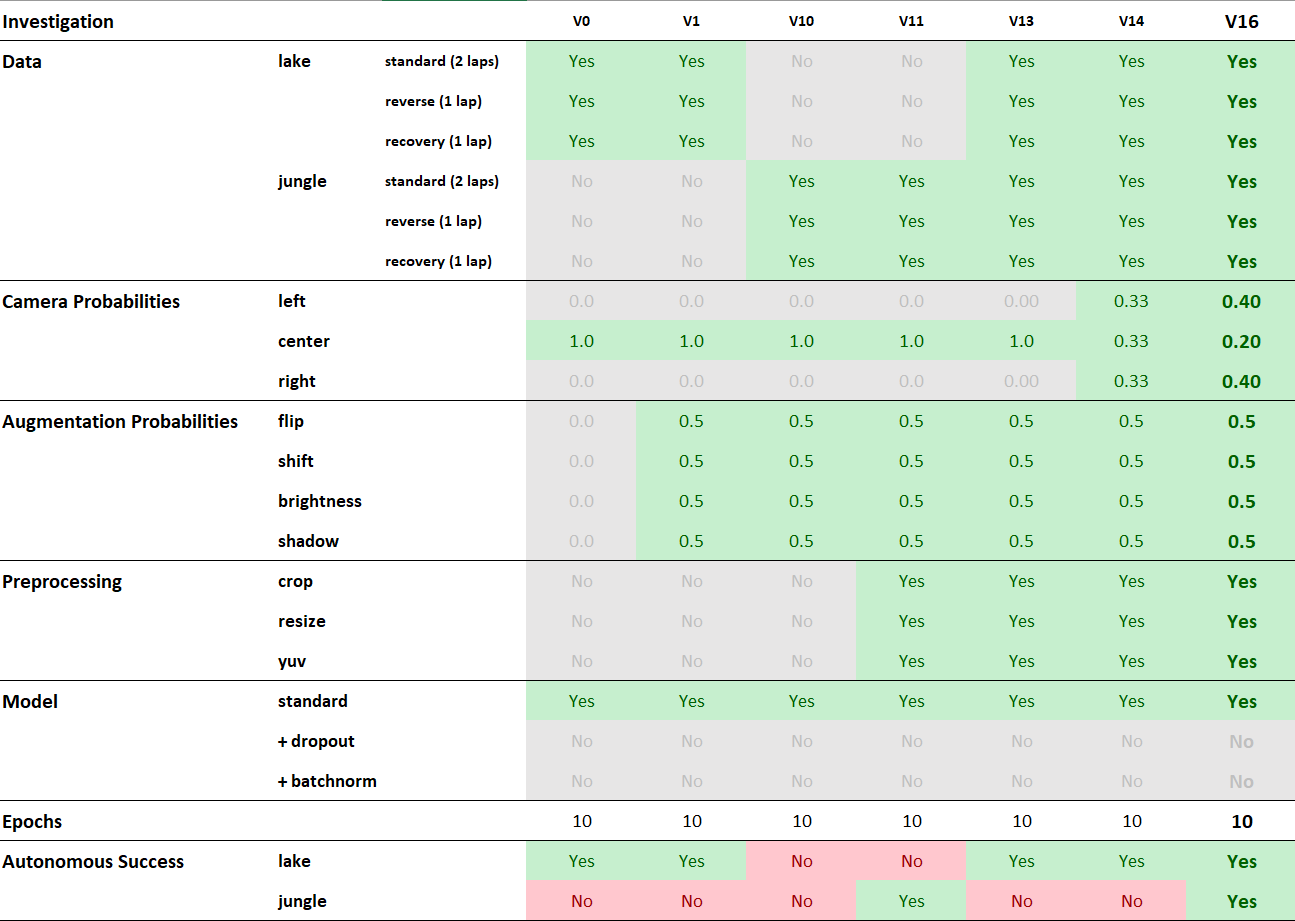 Investigation V0 V1 V10 V11 V13 V14 V16
Data lake standard (2 laps) Yes Yes No No Yes Yes Yes
reverse (1 lap) Yes Yes No No Yes Yes Yes
recovery (1 lap) Yes Yes No No Yes Yes Yes
jungle standard (2 laps) No No Yes Yes Yes Yes Yes
reverse (1 lap) No No Yes Yes Yes Yes Yes
recovery (1 lap) No No Yes Yes Yes Yes Yes
Camera Probabilities left 0.0 0.0 0.0 0.0 0.00 0.33 0.40
center 1.0 1.0 1.0 1.0 1.0 0.33 0.20
right 0.0 0.0 0.0 0.0 0.00 0.33 0.40
Augmentation Probabilities flip 0.0 0.5 0.5 0.5 0.5 0.5 0.5
shift 0.0 0.5 0.5 0.5 0.5 0.5 0.5
brightness 0.0 0.5 0.5 0.5 0.5 0.5 0.5
shadow 0.0 0.5 0.5 0.5 0.5 0.5 0.5
Preprocessing crop No No No Yes Yes Yes Yes
resize No No No Yes Yes Yes Yes
yuv No No No Yes Yes Yes Yes
Model standard Yes Yes Yes Yes Yes Yes Yes
+ dropout No No No No No No No
+ batchnorm No No No No No No No
Epochs 10 10 10 10 10 10 10
Autonomous Success lake Yes Yes No No Yes Yes Yes
jungle No No No Yes No No Yes